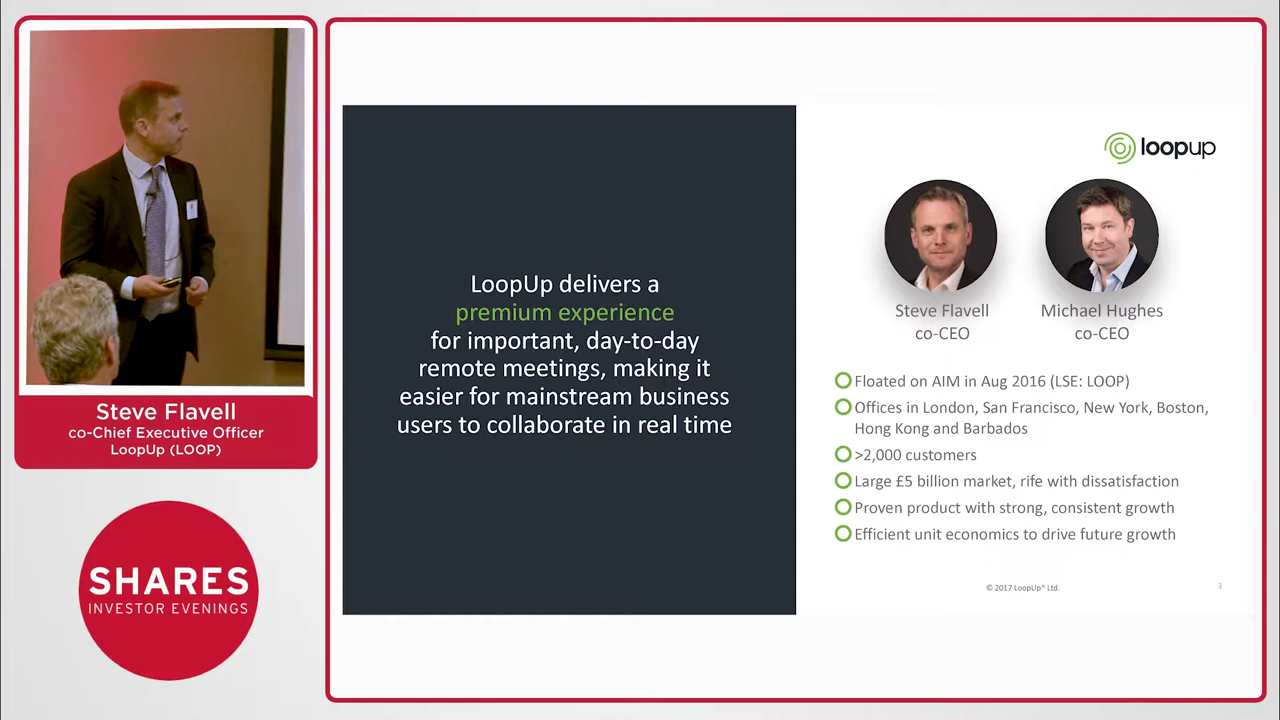 Steve Flavell
co-Chief Executive Officer
LoopUp (LOOP)
SHARES
INVESTOR EVENINGS
LoopUp delivers a
premium experience
for important, day-to-day
remote meetings, making it
easier for mainstream business
users to collaborate in real time
loopup
Steve Flavell
co-CEO
Michael Hughes
co-CEO
Floated on AIM in Aug 2016 (LSE: LOOP)
Offices in London, San Francisco, New York, Boston,
Hong Kong and Barbados
>2,000 customers
Large £5 billion market, rife with dissatisfaction
Proven product with strong, consistent growth
Efficient unit economics to drive future growth
© 2017 LoopUp® Ltd.
3